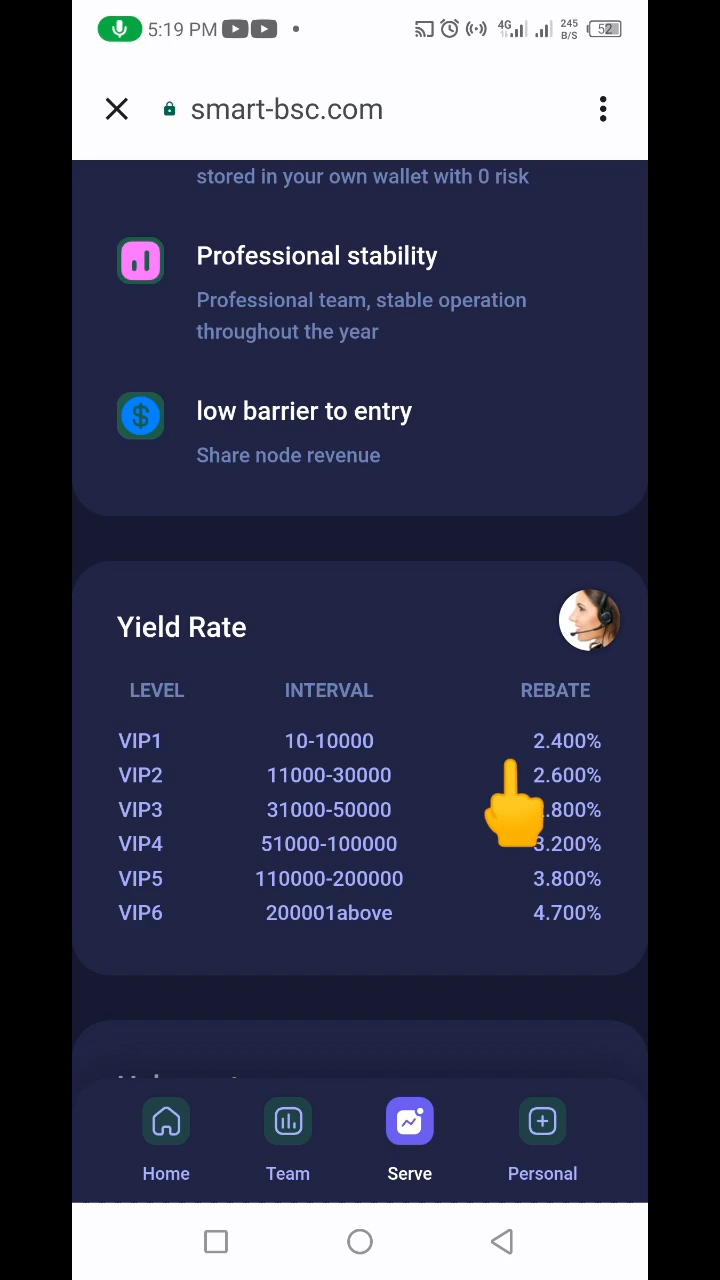 5:19 PM
4G
245 B/S
52
smart-bsc.com
stored in your own wallet with 0 risk
Professional stability
Professional team, stable operation
throughout the year
low barrier to entry
Share node revenue
Yield Rate
LEVEL INTERVAL REBATE
VIP1 10-10000 2.400%
VIP2 11000-30000 2.600%
VIP3 31000-50000 .800%
VIP4 51000-100000 3.200%
VIP5 110000-200000 3.800%
VIP6 200001above 4.700%
Home Team Serve Personal